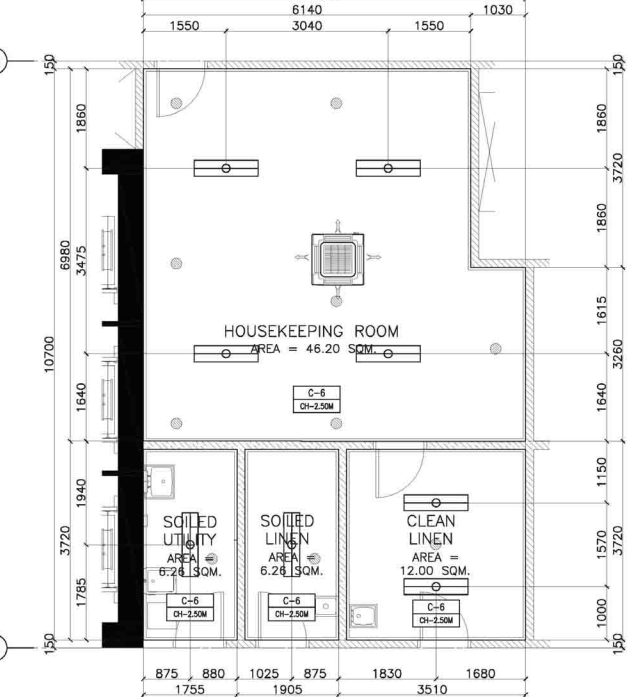 6140
1030
1550
3040
1550
150
1860
3475
6980
1640
10700
1940
3720
1785
150
150
1860
3720
1860
1615
3260
1640
1150
1570
3720
1000
150
HOUSEKEEPING ROOM
AREA = 46.20 SQM.
C-6
CH-2.50M
SOILED
UTILITY
AREA =
6.26 SQM.
C-6
CH-2.50M
SOILED
LINEN
AREA =
6.26 SQM.
C-6
CH-2.50M
CLEAN
LINEN
AREA =
12.00 SQM.
C-6
CH-2.50M
875
880
1025
875
1830
1680
1755
1905
3510